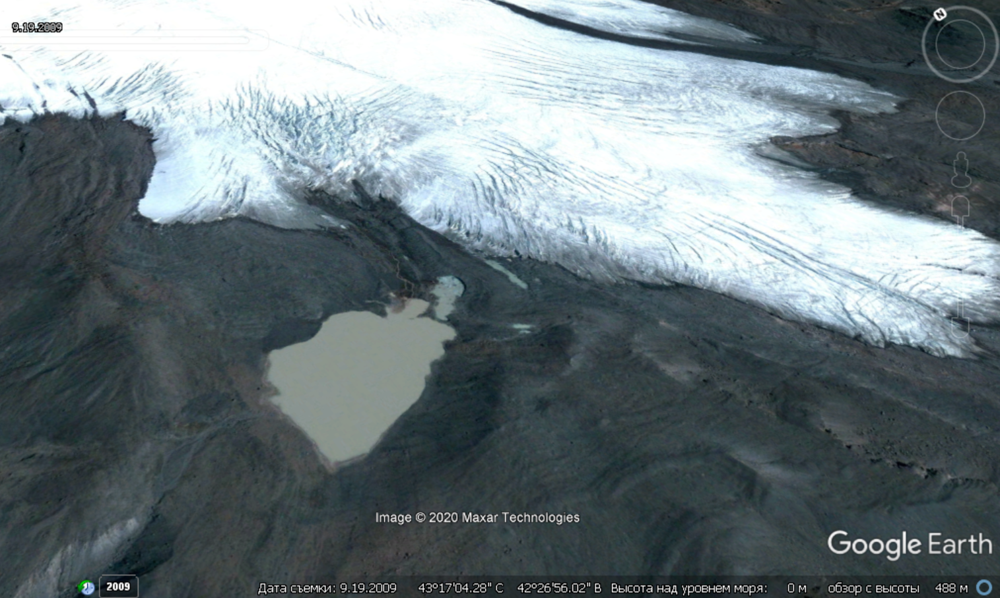 9.19.2009
N
Image © 2020 Maxar Technologies
Google Earth
2009
Дата съемки: 9.19.2009 43°17'04.28" С 42°26'56.02" В Высота над уровнем моря: 0 м обзор с высоты 488 м